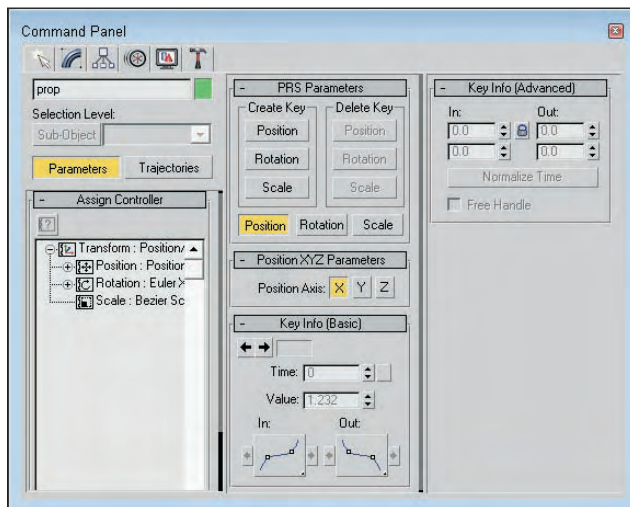 Command Panel
prop
Selection Level:
Sub-Object
Parameters
Trajectories
- Assign Controller
Transform : Position/
Position : Position
Rotation : Euler X
Scale : Bezier Sc
- PRS Parameters
Create Key
Delete Key
Position
Position
Rotation
Rotation
Scale
Scale
Position
Rotation
Scale
- Position XYZ Parameters
Position Axis: X Y Z
- Key Info (Basic)
Time: 0
Value: 1.232
In:
Out:
- Key Info (Advanced)
In:
Out:
0.0
0.0
0.0
0.0
Normalize Time
Free Handle